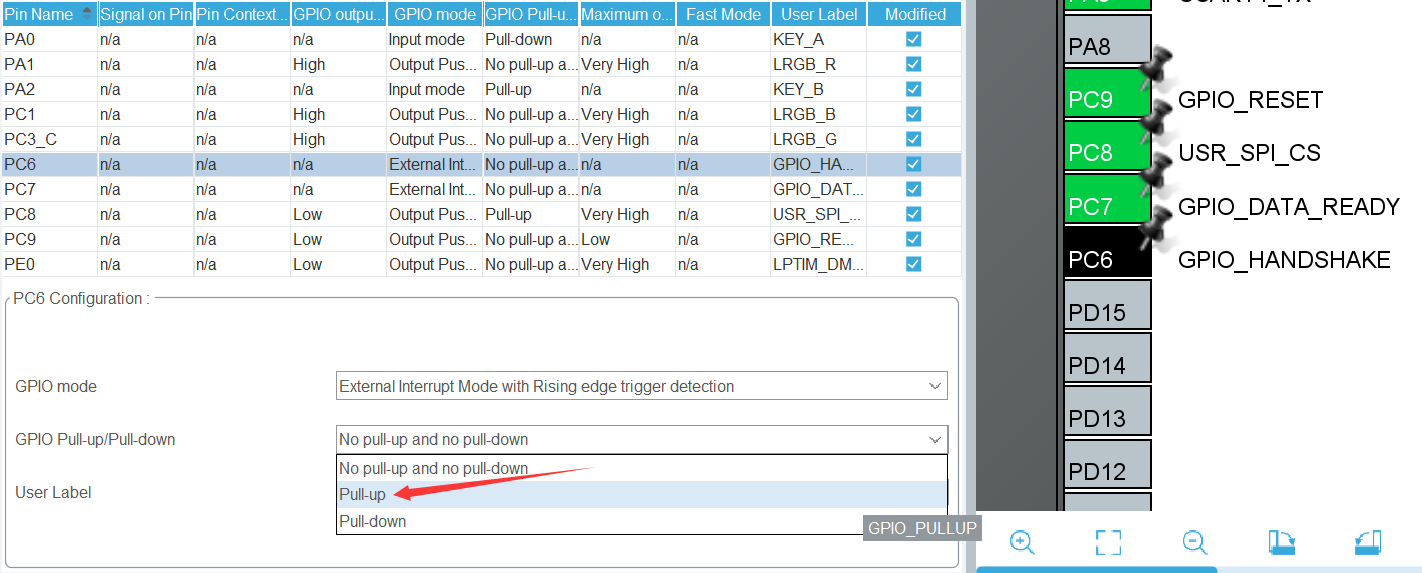 Pin Name Signal on Pin Pin Context... GPIO outpu... GPIO mode GPIO Pull-u... Maximum o... Fast Mode User Label Modified
PA0 n/a n/a n/a Input mode Pull-down n/a n/a KEY_A
PA1 n/a n/a High Output Pus... No pull-up a... Very High n/a LRGB_R
PA2 n/a n/a n/a Input mode Pull-up n/a n/a KEY_B
PC1 n/a n/a High Output Pus... No pull-up a... Very High n/a LRGB_B
PC3_C n/a n/a High Output Pus... No pull-up a... Very High n/a LRGB_G
PC6 n/a n/a n/a External Int... No pull-up a... n/a n/a GPIO_HA...
PC7 n/a n/a n/a External Int... No pull-up a... n/a n/a GPIO_DAT...
PC8 n/a n/a Low Output Pus... Pull-up Very High n/a USR_SPI_...
PC9 n/a n/a Low Output Pus... No pull-up a... Low n/a GPIO_RE...
PE0 n/a n/a Low Output Pus... No pull-up a... Very High n/a LPTIM_DM...
PC6 Configuration :
GPIO mode External Interrupt Mode with Rising edge trigger detection
GPIO Pull-up/Pull-down No pull-up and no pull-down
No pull-up and no pull-down
User Label Pull-up
Pull-down
GPIO_PULLUP
PA8
PC9 GPIO_RESET
PC8 USR_SPI_CS
PC7 GPIO_DATA_READY
PC6 GPIO_HANDSHAKE
PD15
PD14
PD13
PD12